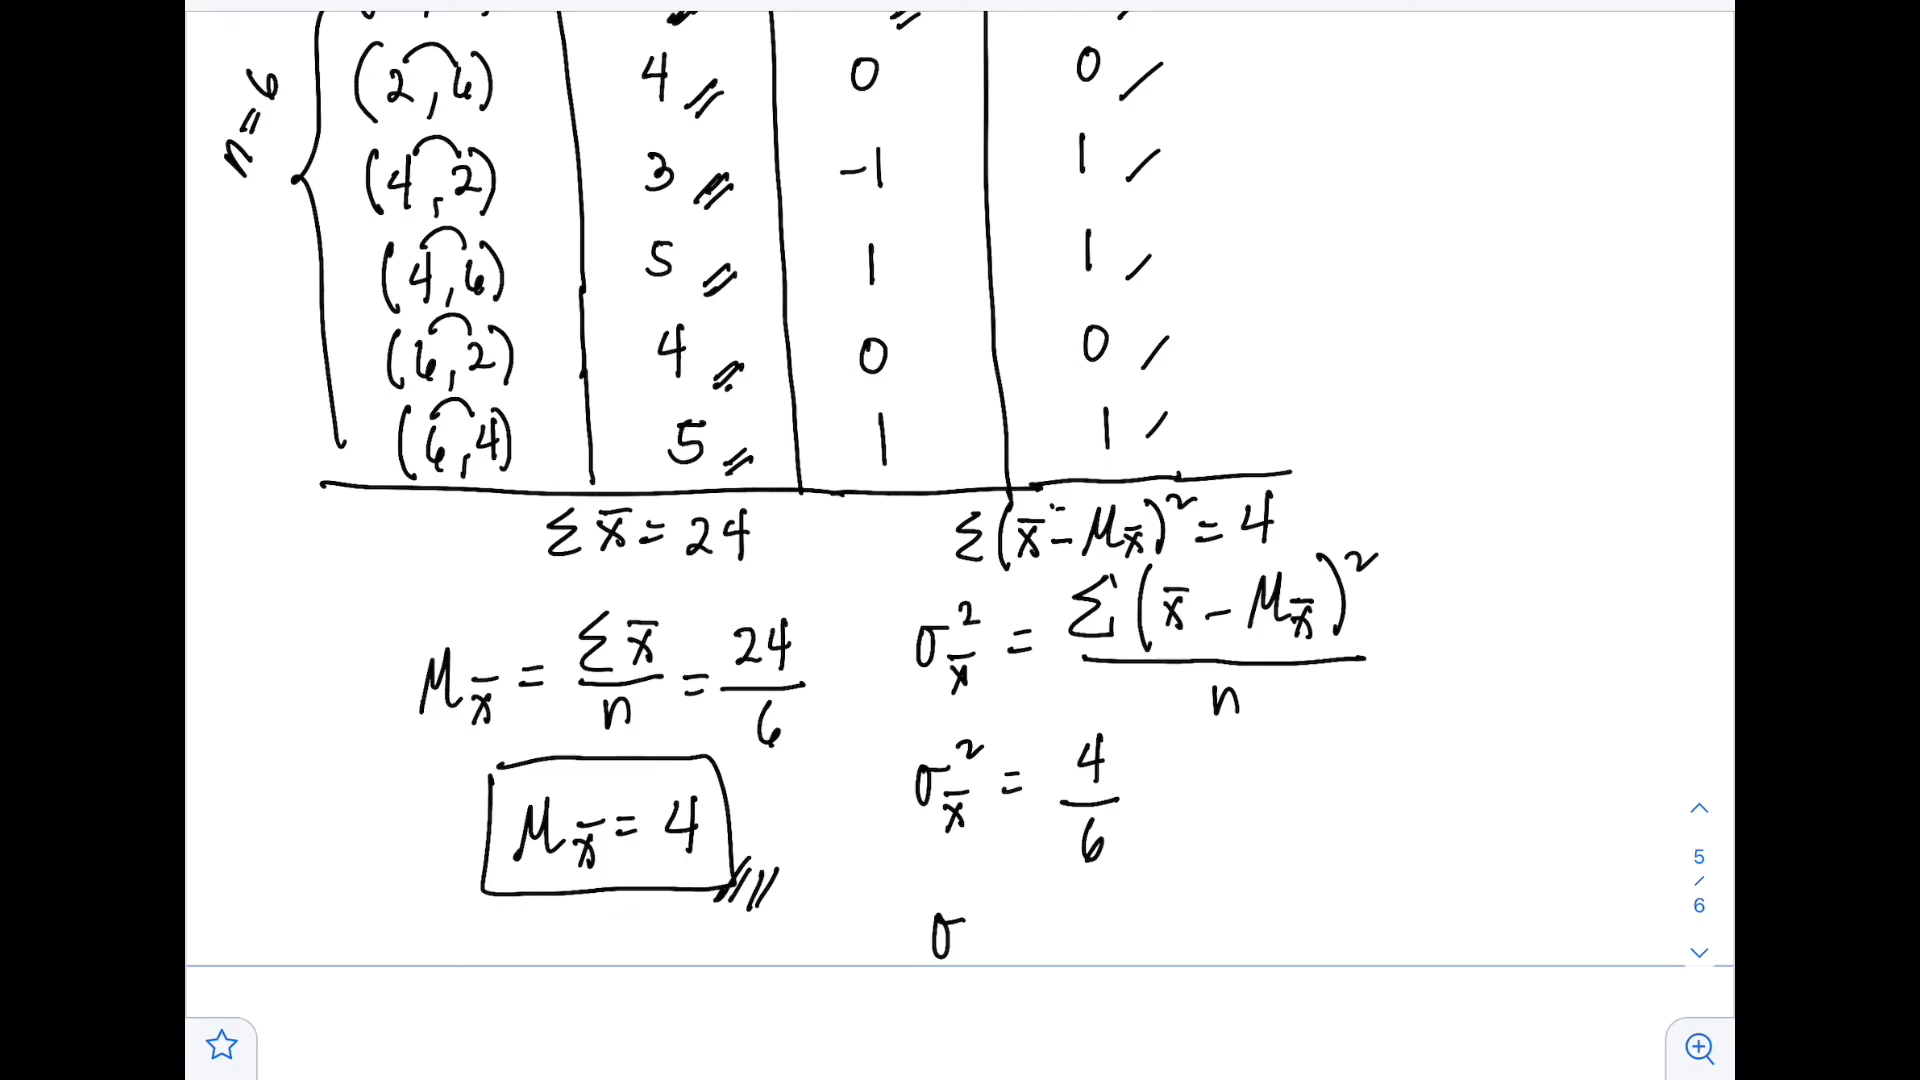 n=6
(2,6) 4 0 0
(4,2) 3 -1 1
(4,6) 5 1 1
(6,2) 4 0 0
(6,4) 5 1 1
Σx̄ = 24 Σ(x̄ - μx̄)² = 4
μx̄ = Σx̄/n = 24/6 σ²x̄ = Σ(x̄ - μx̄)²/n
μx̄ = 4 σ²x̄ = 4/6
σ
5
/
6